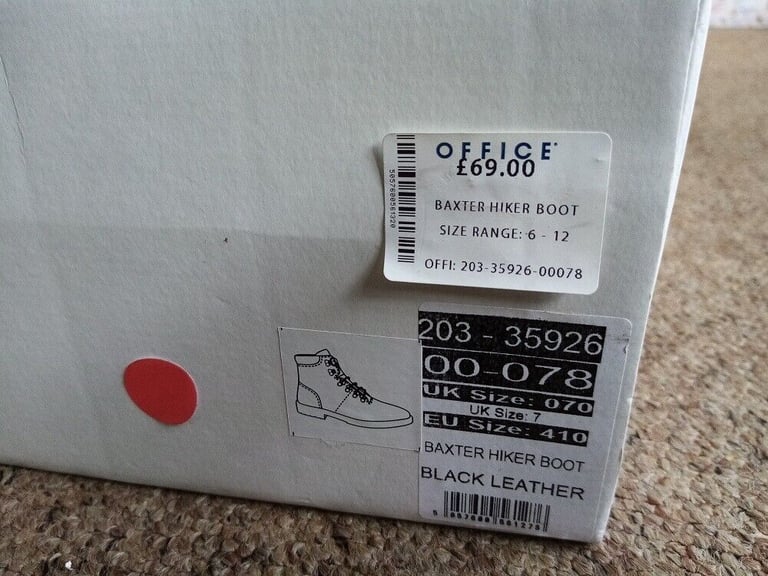 OFFICE
£69.00
BAXTER HIKER BOOT
SIZE RANGE: 6 - 12
OFFI: 203-35926-00078
203 - 35926
00 - 078
UK Size: 070
UK Size: 7
EU Size: 410
BAXTER HIKER BOOT
BLACK LEATHER